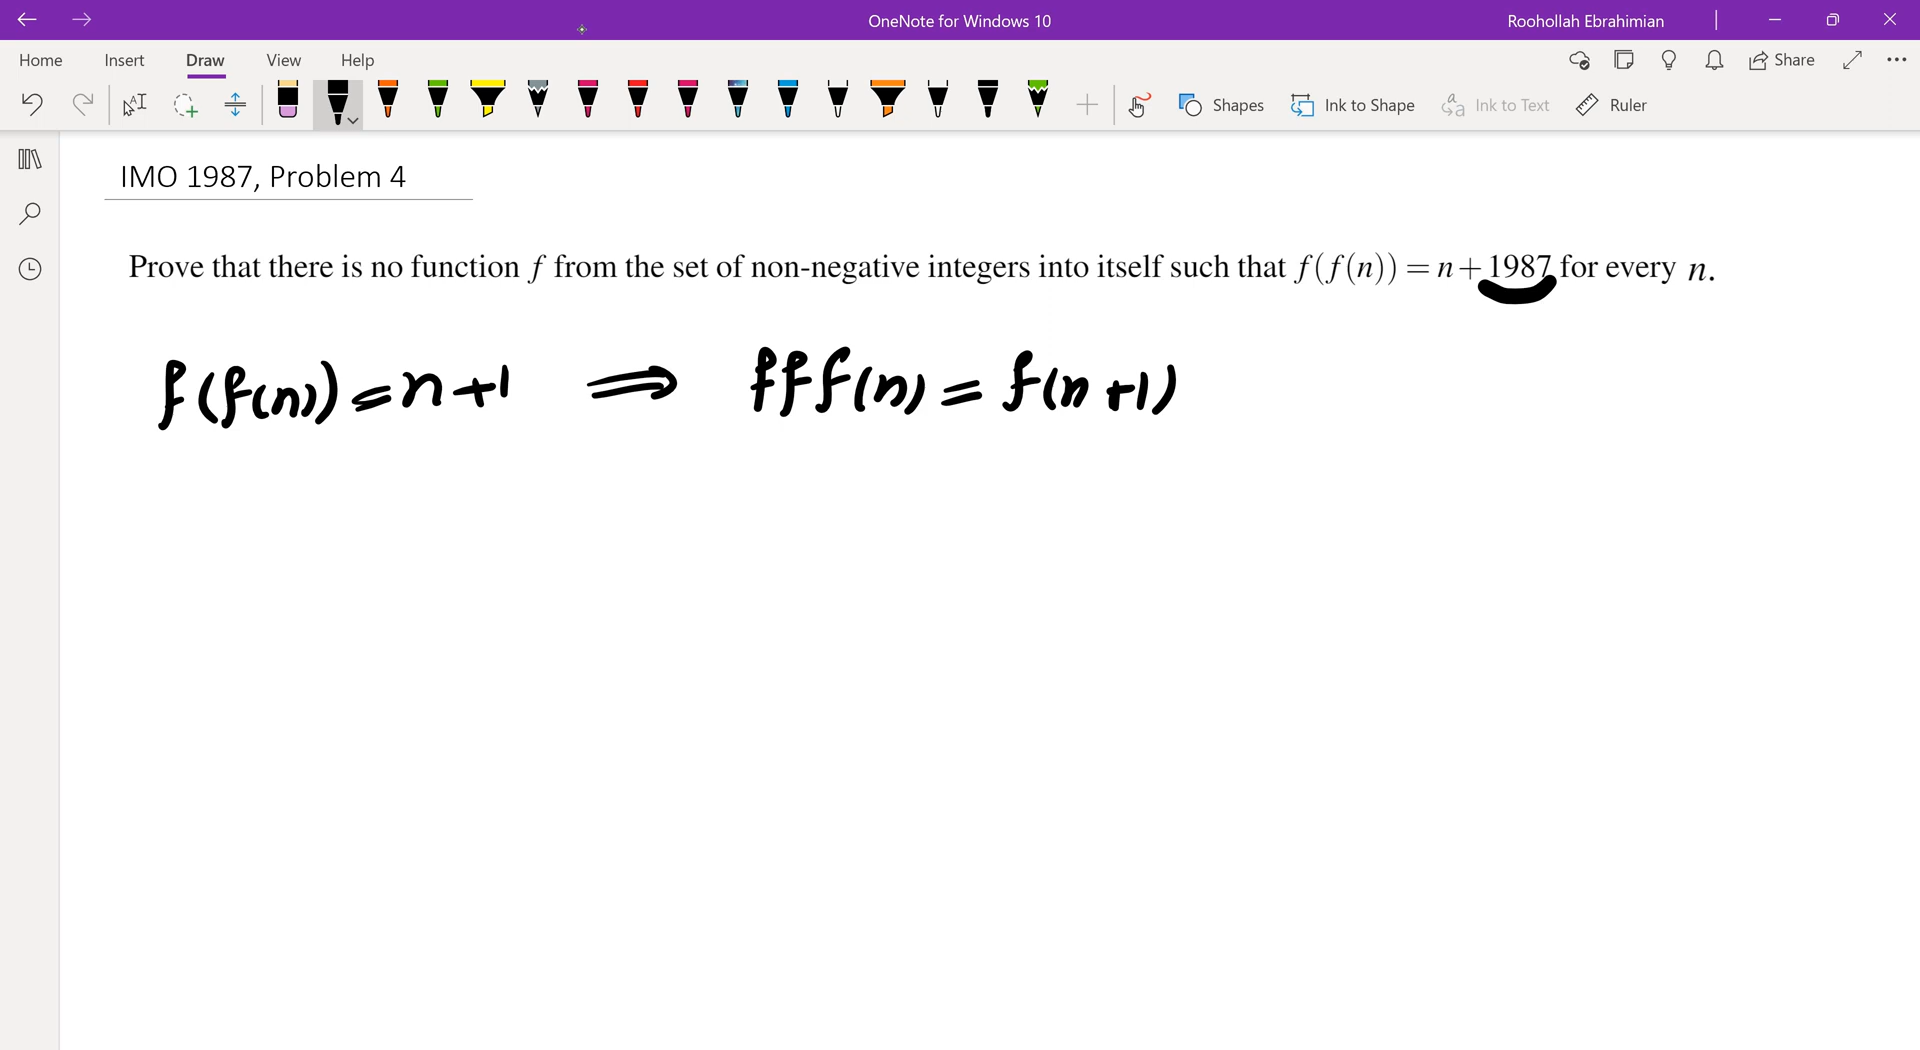 OneNote for Windows 10
Roohollah Ebrahimian
Home Insert Draw View Help
Share
Shapes Ink to Shape Ink to Text Ruler
IMO 1987, Problem 4
Prove that there is no function f from the set of non-negative integers into itself such that f(f(n)) = n+1987 for every n.
f(f(n)) = n+1 ⟹ fff(n) = f(n+1)